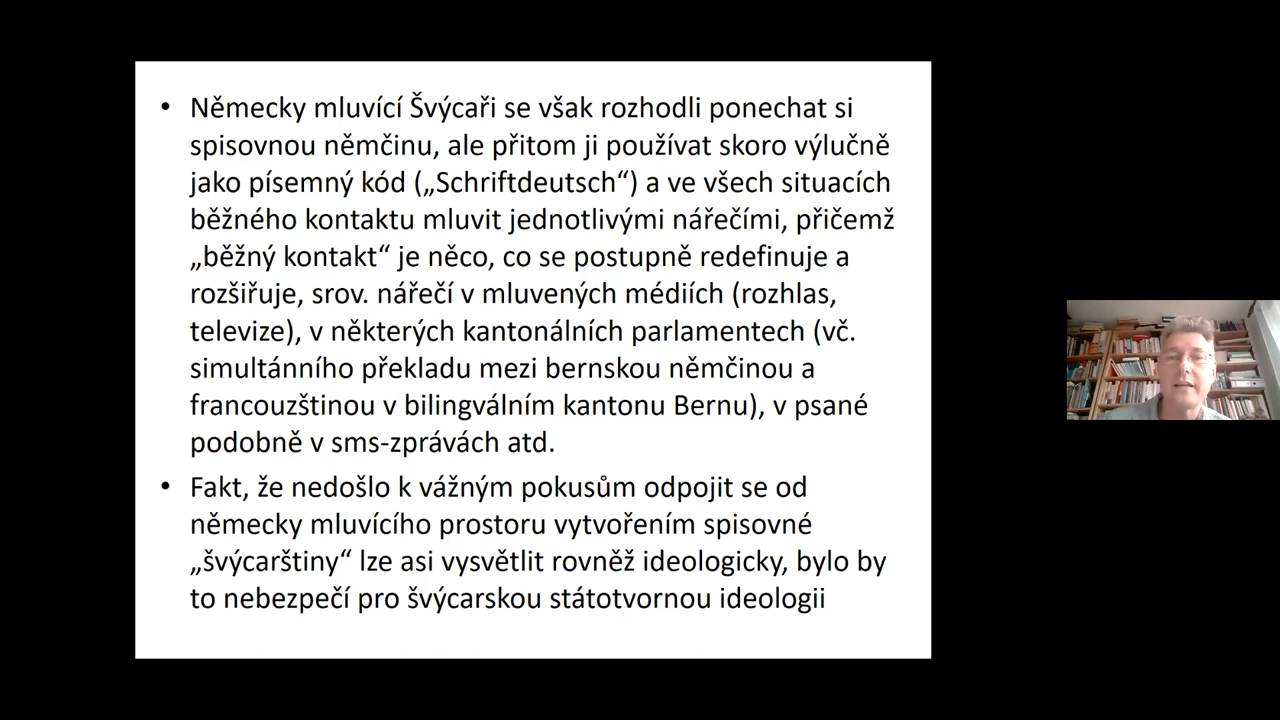 • Německy mluvící Švýcaři se však rozhodli ponechat si
spisovnou němčinu, ale přitom ji používat skoro výlučně
jako písemný kód („Schriftdeutsch“) a ve všech situacích
běžného kontaktu mluvit jednotlivými nářečími, přičemž
„běžný kontakt“ je něco, co se postupně redefinuje a
rozšiřuje, srov. nářečí v mluvených médiích (rozhlas,
televize), v některých kantonálních parlamentech (vč.
simultánního překladu mezi bernskou němčinou a
francouzštinou v bilingválním kantonu Bernu), v psané
podobně v sms-zprávách atd.
• Fakt, že nedošlo k vážným pokusům odpojit se od
německy mluvícího prostoru vytvořením spisovné
„švýcarštiny“ lze asi vysvětlit rovněž ideologicky, bylo by
to nebezpečí pro švýcarskou státotvornou ideologii